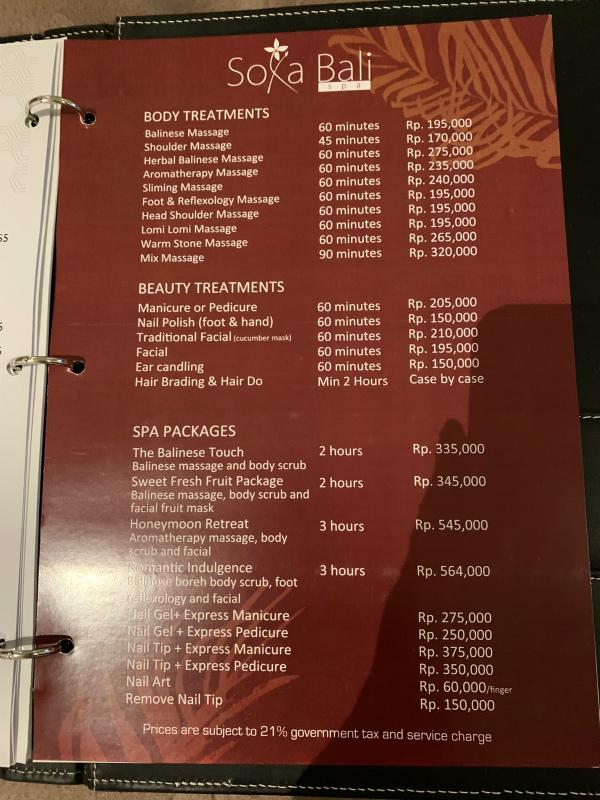 Soka Bali
spa
BODY TREATMENTS
Balinese Massage 60 minutes Rp. 195,000
Shoulder Massage 45 minutes Rp. 170,000
Herbal Balinese Massage 60 minutes Rp. 275,000
Aromatherapy Massage 60 minutes Rp. 235,000
Sliming Massage 60 minutes Rp. 240,000
Foot & Reflexology Massage 60 minutes Rp. 195,000
Head Shoulder Massage 60 minutes Rp. 195,000
Lomi Lomi Massage 60 minutes Rp. 195,000
Warm Stone Massage 60 minutes Rp. 265,000
Mix Massage 90 minutes Rp. 320,000
BEAUTY TREATMENTS
Manicure or Pedicure 60 minutes Rp. 205,000
Nail Polish (foot & hand) 60 minutes Rp. 150,000
Traditional Facial (cucumber mask) 60 minutes Rp. 210,000
Facial 60 minutes Rp. 195,000
Ear candling 60 minutes Rp. 150,000
Hair Brading & Hair Do Min 2 Hours Case by case
SPA PACKAGES
The Balinese Touch 2 hours Rp. 335,000
Balinese massage and body scrub
Sweet Fresh Fruit Package 2 hours Rp. 345,000
Balinese massage, body scrub and
facial fruit mask
Honeymoon Retreat 3 hours Rp. 545,000
Aromatherapy massage, body
scrub and facial
Romantic Indulgence 3 hours Rp. 564,000
Balinese boreh body scrub, foot
reflexology and facial
Nail Gel+ Express Manicure Rp. 275,000
Nail Gel + Express Pedicure Rp. 250,000
Nail Tip + Express Manicure Rp. 375,000
Nail Tip + Express Pedicure Rp. 350,000
Nail Art Rp. 60,000/finger
Remove Nail Tip Rp. 150,000
Prices are subject to 21% government tax and service charge